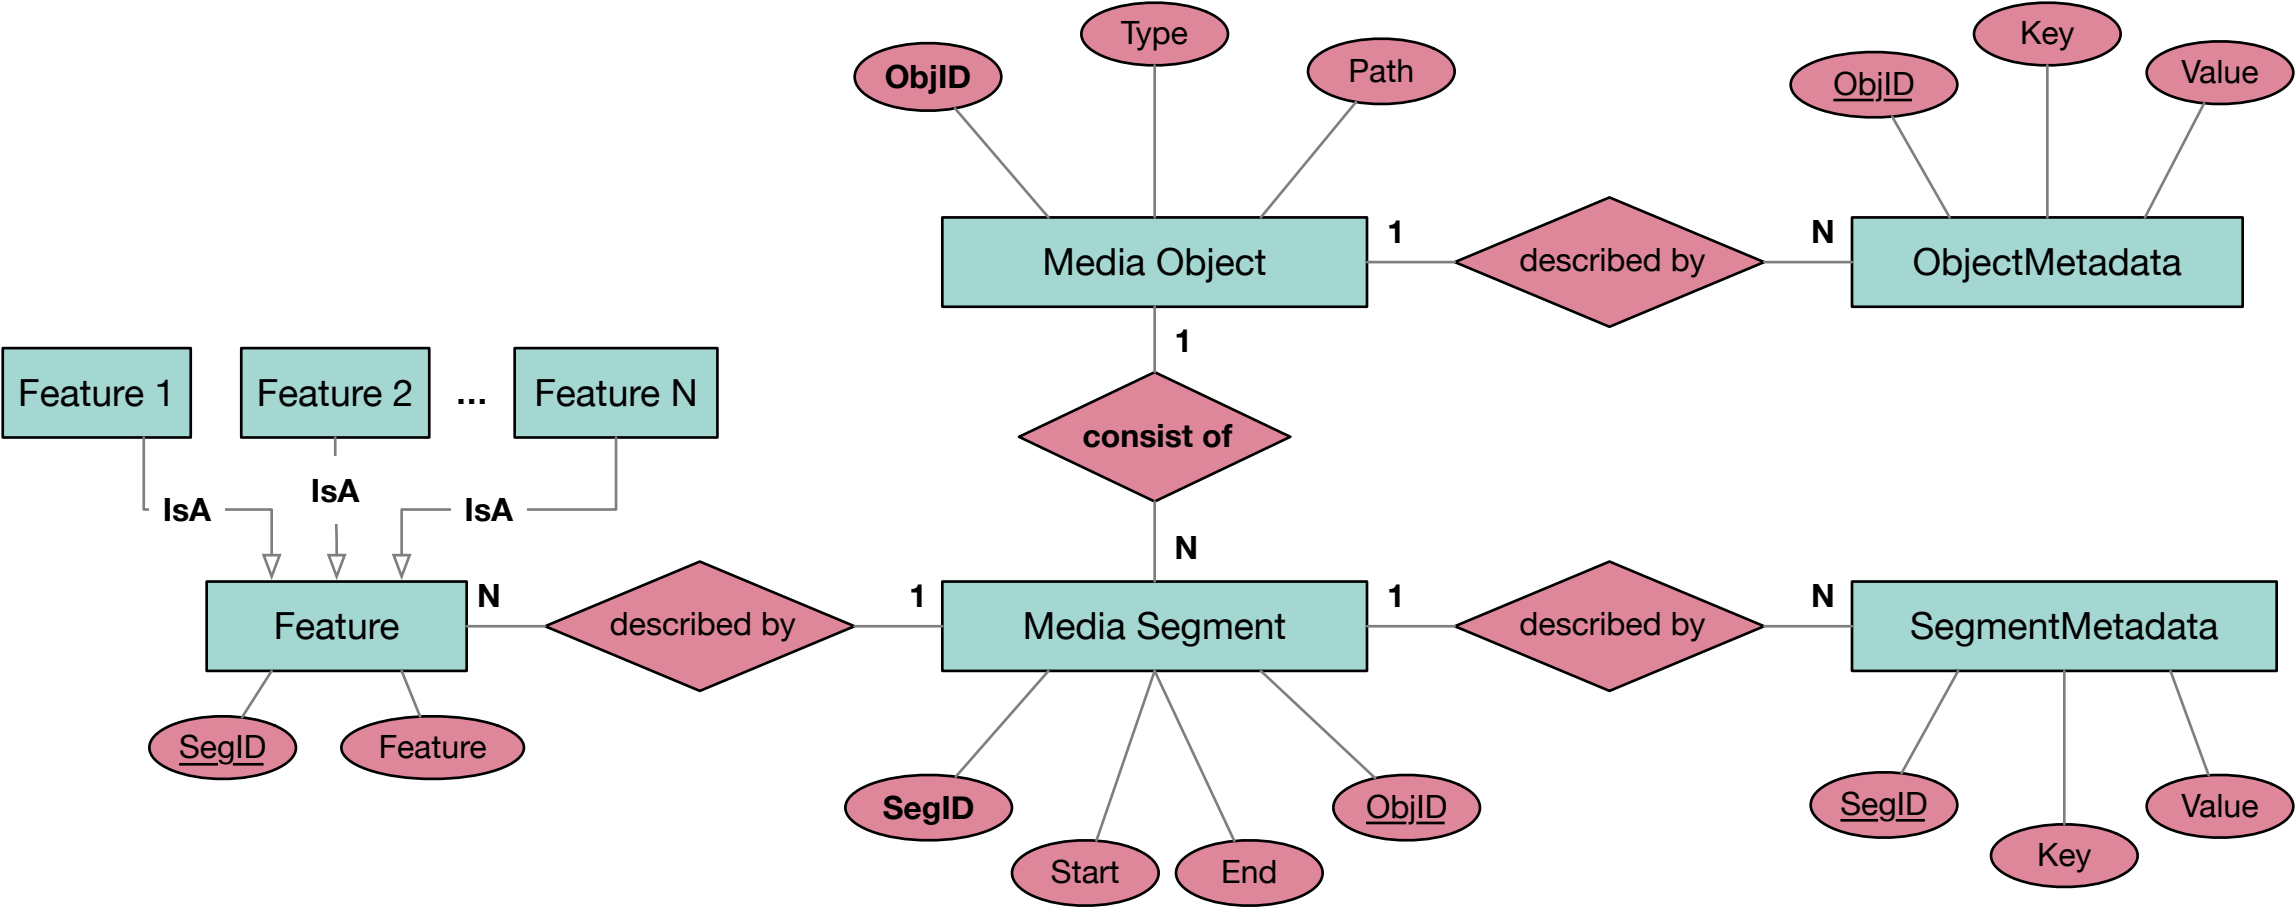 Type
Key
ObjID
Path
ObjID
Value
Media Object
1
described by
N
ObjectMetadata
1
Feature 1
Feature 2
...
Feature N
consist of
IsA
IsA
IsA
N
Feature
N
described by
1
Media Segment
1
described by
N
SegmentMetadata
SegID
Feature
SegID
Start
End
ObjID
SegID
Key
Value